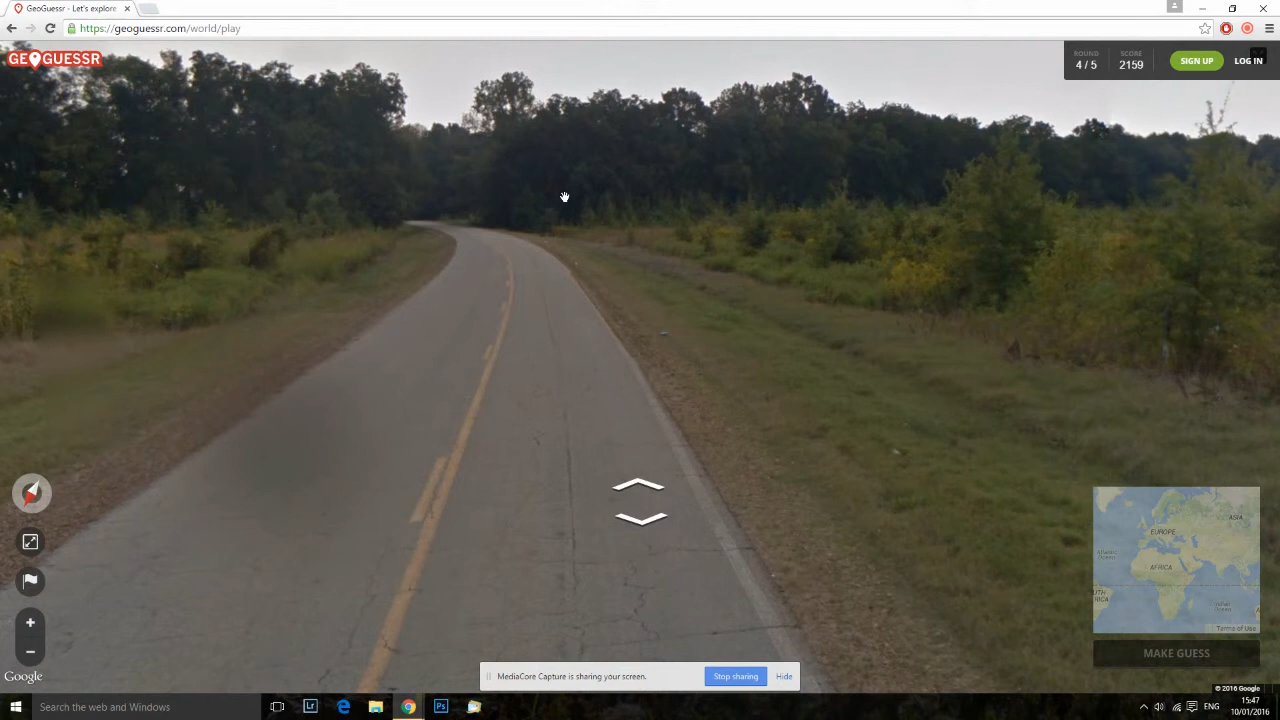 GeoGuessr - Let's explore
https://geoguessr.com/world/play
GEOGUESSR
ROUND
4 / 5
SCORE
2159
SIGN UP
LOG IN
EUROPE
ASIA
AFRICA
Terms of Use
MAKE GUESS
Google
MediaCore Capture is sharing your screen.
Stop sharing
Hide
© 2016 Google
Search the web and Windows
Lr
Ps
ENG
15:47
10/01/2016